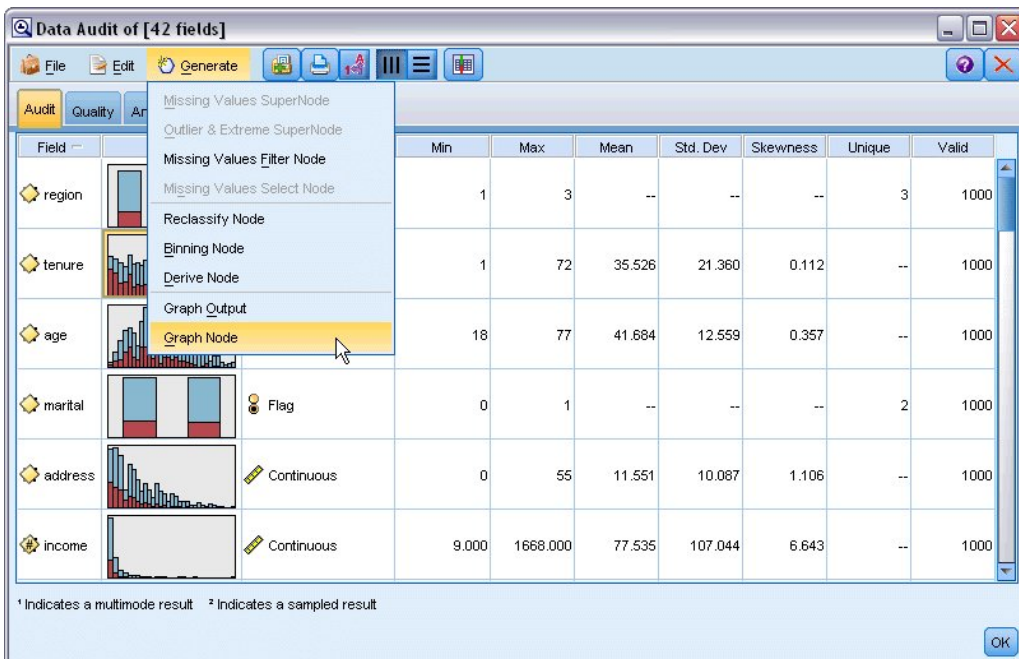 Data Audit of [42 fields]
File Edit Generate
Audit Quality An
Missing Values SuperNode
Outlier & Extreme SuperNode
Missing Values Filter Node
Missing Values Select Node
Reclassify Node
Binning Node
Derive Node
Graph Output
Graph Node
Field Min Max Mean Std. Dev Skewness Unique Valid
region 1 3 -- -- -- 3 1000
tenure 1 72 35.526 21.360 0.112 -- 1000
age 18 77 41.684 12.559 0.357 -- 1000
marital Flag 0 1 -- -- -- 2 1000
address Continuous 0 55 11.551 10.087 1.106 -- 1000
income Continuous 9.000 1668.000 77.535 107.044 6.643 -- 1000
¹ Indicates a multimode result ² Indicates a sampled result
OK